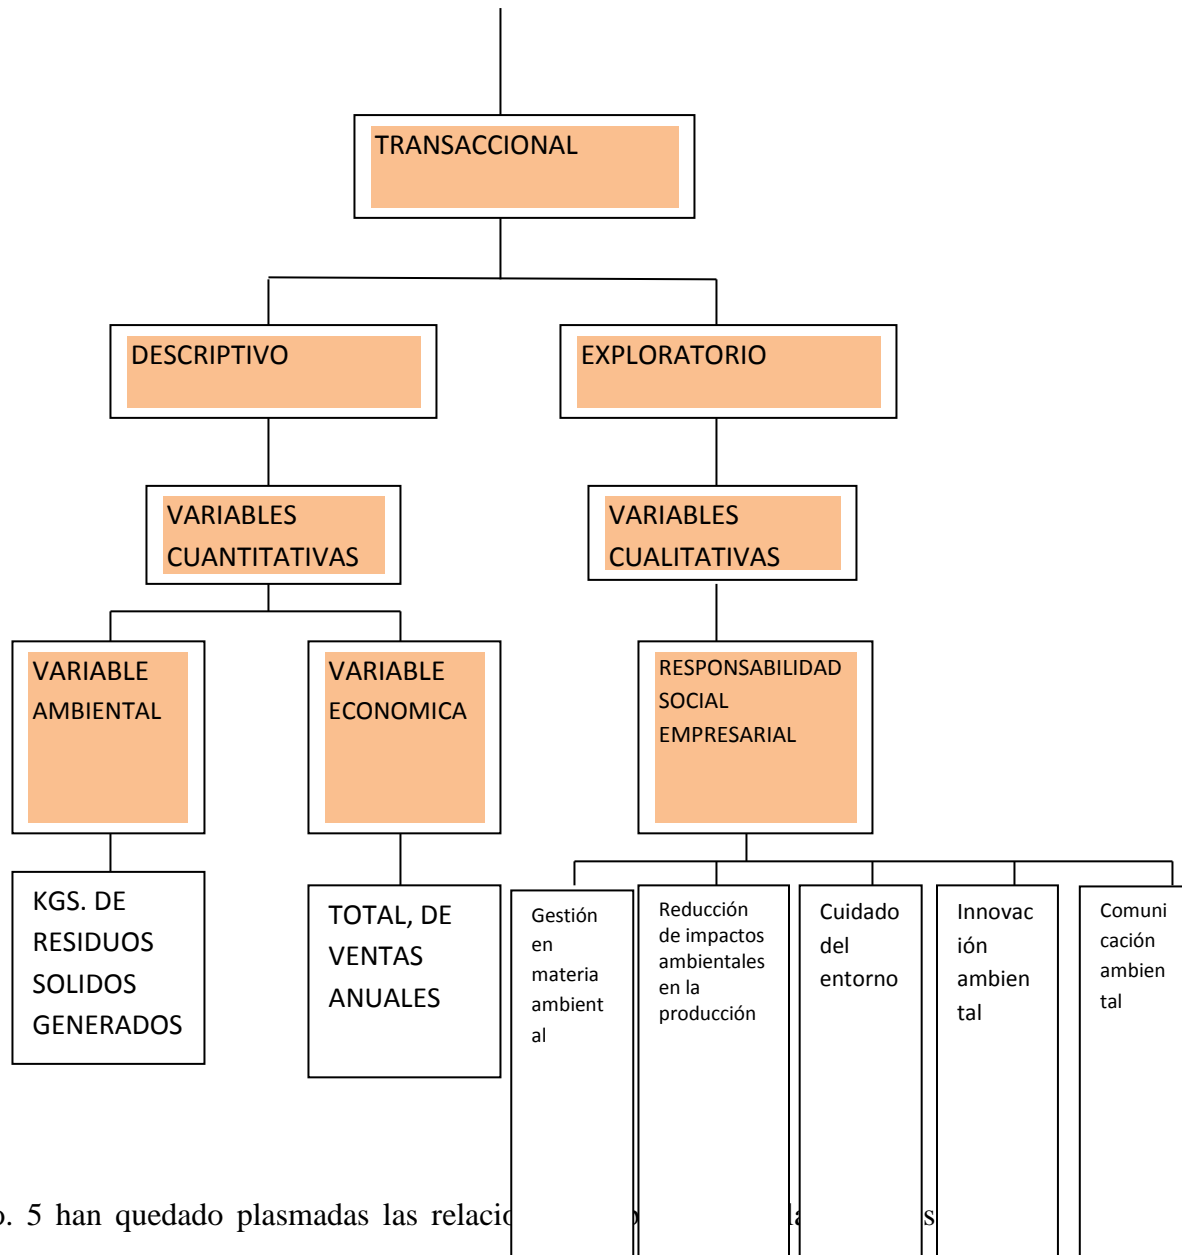 TRANSACCIONAL
DESCRIPTIVO
EXPLORATORIO
VARIABLES
CUANTITATIVAS
VARIABLES
CUALITATIVAS
VARIABLE
AMBIENTAL
VARIABLE
ECONOMICA
RESPONSABILIDAD
SOCIAL
EMPRESARIAL
KGS. DE
RESIDUOS
SOLIDOS
GENERADOS
TOTAL, DE
VENTAS
ANUALES
Gestión
en
materia
ambient
al
Reducción
de impactos
ambientales
en la
producción
Cuidado
del
entorno
Innovac
ión
ambien
tal
Comuni
cación
ambien
tal
. 5 han quedado plasmadas las